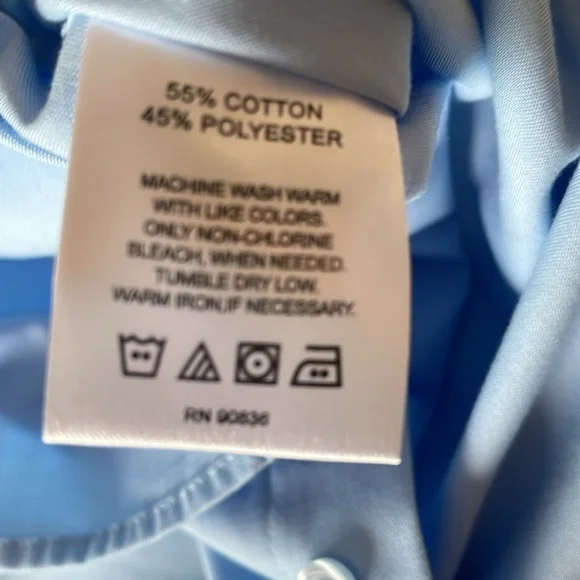 55% COTTON
45% POLYESTER
MACHINE WASH WARM
WITH LIKE COLORS.
ONLY NON-CHLORINE
BLEACH, WHEN NEEDED.
TUMBLE DRY LOW.
WARM IRON,IF NECESSARY.
RN 90836